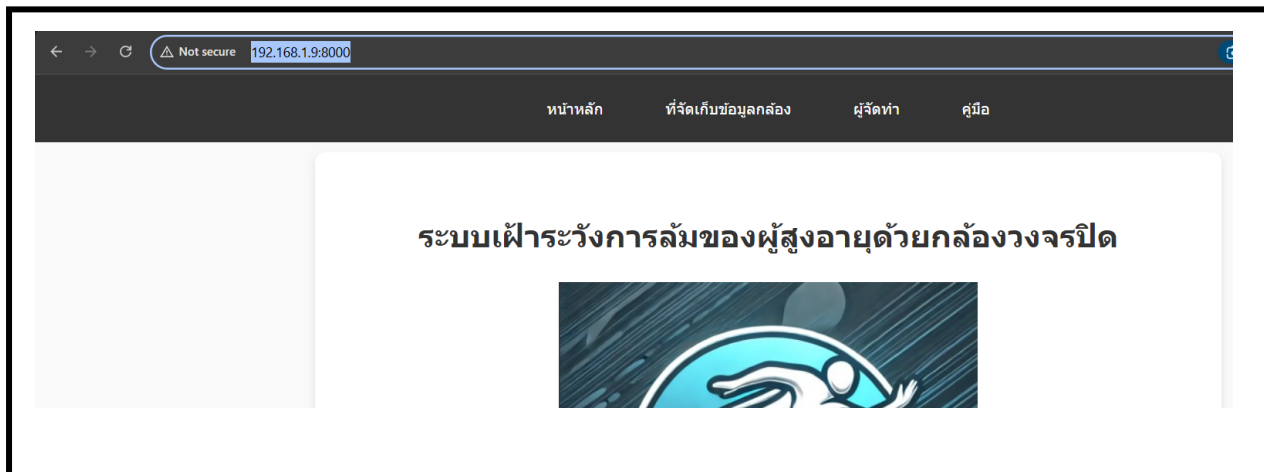 Not secure 192.168.1.9:8000
หน้าหลัก ที่จัดเก็บข้อมูลกล้อง ผู้จัดทำ คู่มือ
ระบบเฝ้าระวังการล้มของผู้สูงอายุด้วยกล้องวงจรปิด